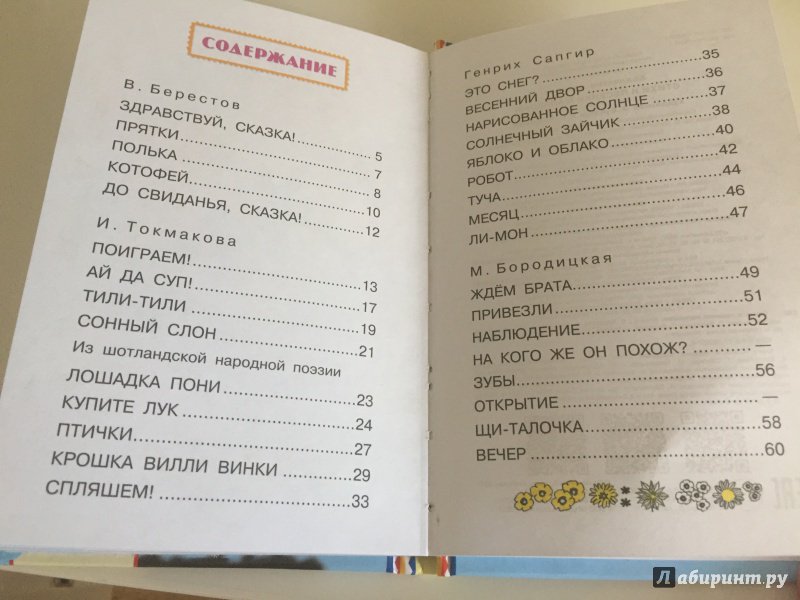 СОДЕРЖАНИЕ
В. Берестов
ЗДРАВСТВУЙ, СКАЗКА! 5
ПРЯТКИ 7
ПОЛЬКА 8
КОТОФЕЙ 10
ДО СВИДАНЬЯ, СКАЗКА! 12
И. Токмакова
ПОИГРАЕМ! 13
АЙ ДА СУП! 17
ТИЛИ-ТИЛИ 19
СОННЫЙ СЛОН 21
Из шотландской народной поэзии
ЛОШАДКА ПОНИ 23
КУПИТЕ ЛУК 24
ПТИЧКИ 27
КРОШКА ВИЛЛИ ВИНКИ 29
СПЛЯШЕМ! 33
Генрих Сапгир
ЭТО СНЕГ? 35
ВЕСЕННИЙ ДВОР 36
НАРИСОВАННОЕ СОЛНЦЕ 37
СОЛНЕЧНЫЙ ЗАЙЧИК 38
ЯБЛОКО И ОБЛАКО 40
РОБОТ 42
ТУЧА 44
МЕСЯЦ 46
ЛИ-МОН 47
М. Бородицкая
ЖДЁМ БРАТА 49
ПРИВЕЗЛИ 51
НАБЛЮДЕНИЕ 52
НА КОГО ЖЕ ОН ПОХОЖ? —
ЗУБЫ 56
ОТКРЫТИЕ —
ЩИ-ТАЛОЧКА 58
ВЕЧЕР 60
Лабиринт.ру